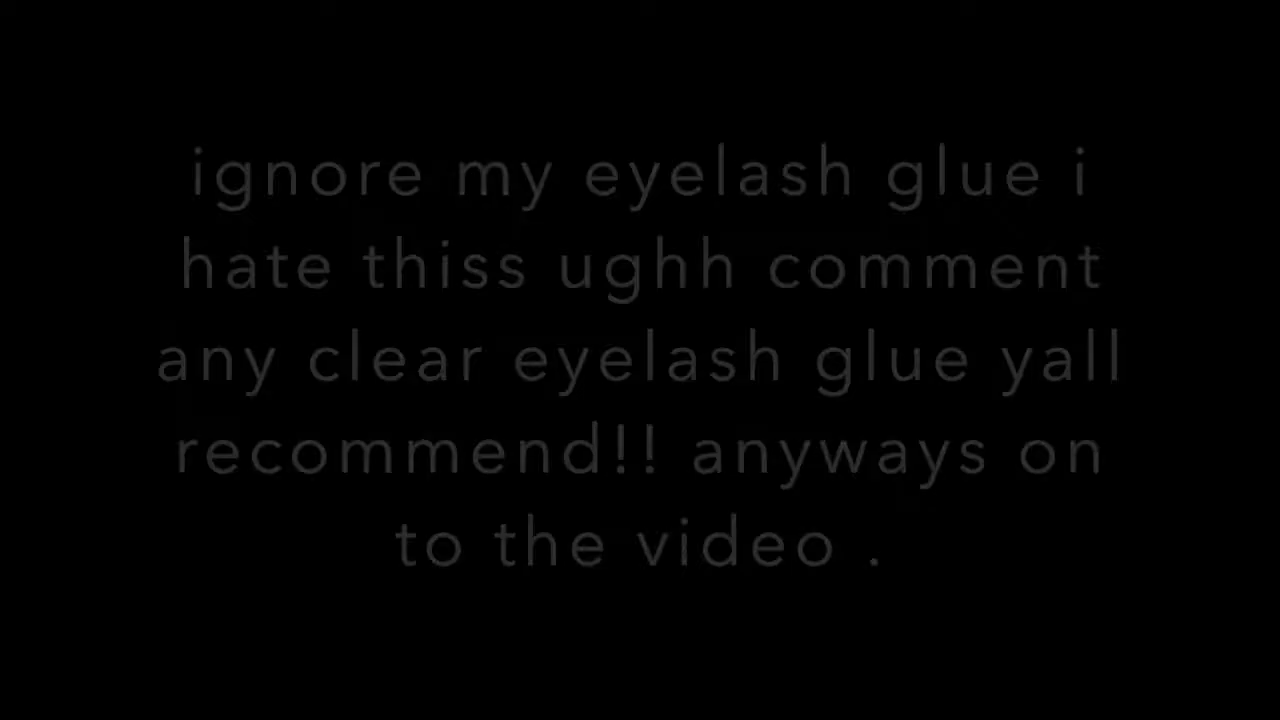 ignore my eyelash glue i
hate thiss ughh comment
any clear eyelash glue yall
recommend!! anyways on
to the video .